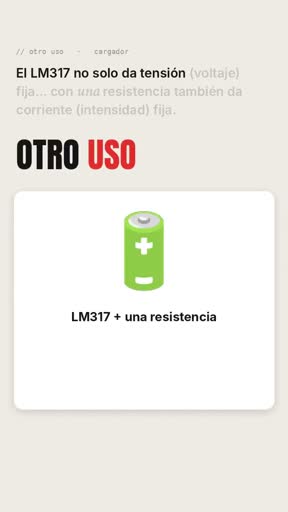 // otro uso - cargador
El LM317 no solo da tensión (voltaje)
fija... con una resistencia también da
corriente (intensidad) fija.
OTRO USO
LM317 + una resistencia